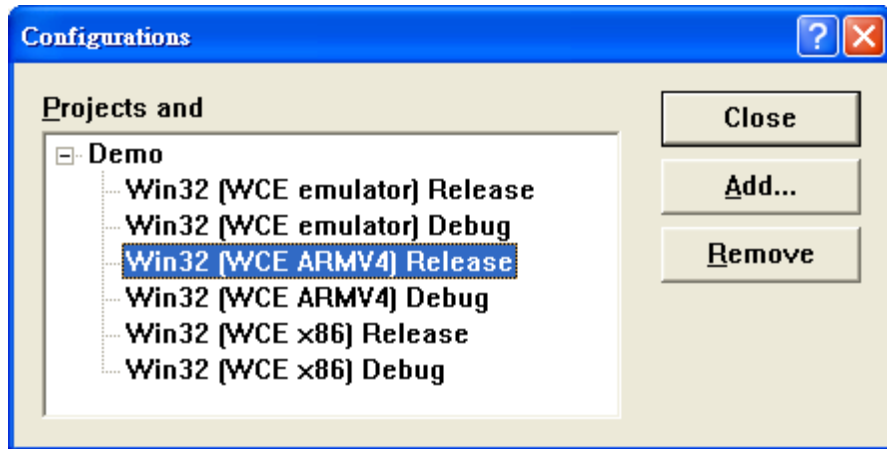 Configurations
Projects and
Demo
Win32 (WCE emulator) Release
Win32 (WCE emulator) Debug
Win32 (WCE ARMV4) Release
Win32 (WCE ARMV4) Debug
Win32 (WCE x86) Release
Win32 (WCE x86) Debug
Close
Add...
Remove